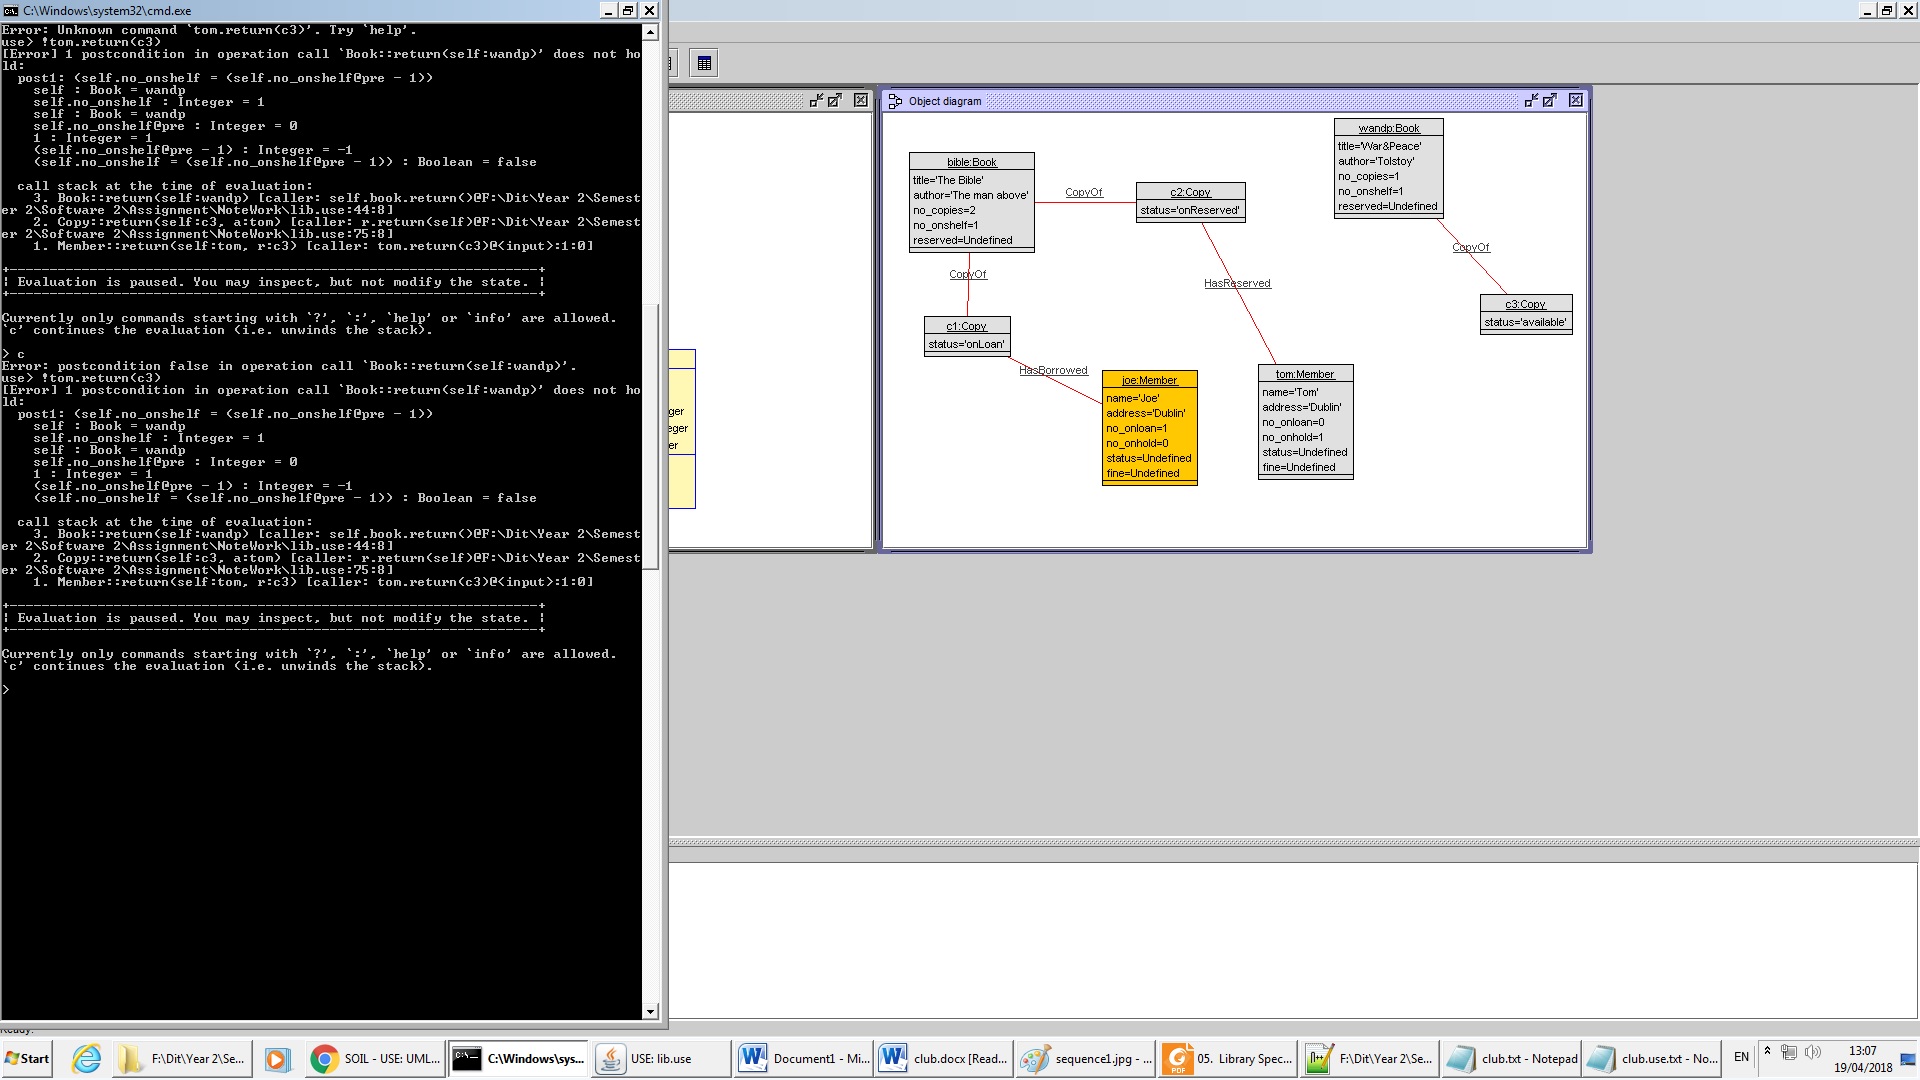 C:\Windows\system32\cmd.exe
Error: Unknown command `tom.return(c3)'. Try `help'.
use> !tom.return(c3)
[Error] 1 postcondition in operation call `Book::return(self:wandp)' does not ho
ld:
post1: (self.no_onshelf = (self.no_onshelf@pre - 1))
self : Book = wandp
self.no_onshelf : Integer = 1
self : Book = wandp
self.no_onshelf@pre : Integer = 0
1 : Integer = 1
(self.no_onshelf@pre - 1) : Integer = -1
(self.no_onshelf = (self.no_onshelf@pre - 1)) : Boolean = false
call stack at the time of evaluation:
3. Book::return(self:wandp) [caller: self.book.return()@F:\Dit\Year 2\Semest
er 2\Software 2\Assignment\NoteWork\lib.use:44:8]
2. Copy::return(self:c3, a:tom) [caller: r.return(self)@F:\Dit\Year 2\Semest
er 2\Software 2\Assignment\NoteWork\lib.use:75:8]
1. Member::return(self:tom, r:c3) [caller: tom.return(c3)@<input>:1:0]
+------------------------------------------------------------------+
| Evaluation is paused. You may inspect, but not modify the state. |
+------------------------------------------------------------------+
Currently only commands starting with `?', `:', `help' or `info' are allowed.
`c' continues the evaluation (i.e. unwinds the stack).
> c
Error: postcondition false in operation call `Book::return(self:wandp)'.
use> !tom.return(c3)
[Error] 1 postcondition in operation call `Book::return(self:wandp)' does not ho
ld:
post1: (self.no_onshelf = (self.no_onshelf@pre - 1))
self : Book = wandp
self.no_onshelf : Integer = 1
self : Book = wandp
self.no_onshelf@pre : Integer = 0
1 : Integer = 1
(self.no_onshelf@pre - 1) : Integer = -1
(self.no_onshelf = (self.no_onshelf@pre - 1)) : Boolean = false
call stack at the time of evaluation:
3. Book::return(self:wandp) [caller: self.book.return()@F:\Dit\Year 2\Semest
er 2\Software 2\Assignment\NoteWork\lib.use:44:8]
2. Copy::return(self:c3, a:tom) [caller: r.return(self)@F:\Dit\Year 2\Semest
er 2\Software 2\Assignment\NoteWork\lib.use:75:8]
1. Member::return(self:tom, r:c3) [caller: tom.return(c3)@<input>:1:0]
+------------------------------------------------------------------+
| Evaluation is paused. You may inspect, but not modify the state. |
+------------------------------------------------------------------+
Currently only commands starting with `?', `:', `help' or `info' are allowed.
`c' continues the evaluation (i.e. unwinds the stack).
>
ger
eger
er
Object diagram
bible:Book
title='The Bible'
author='The man above'
no_copies=2
no_onshelf=1
reserved=Undefined
CopyOf
c2:Copy
status='onReserved'
wandp:Book
title='War&Peace'
author='Tolstoy'
no_copies=1
no_onshelf=1
reserved=Undefined
CopyOf
CopyOf
HasReserved
c3:Copy
status='available'
c1:Copy
status='onLoan'
HasBorrowed
joe:Member
name='Joe'
address='Dublin'
no_onloan=1
no_onhold=0
status=Undefined
fine=Undefined
tom:Member
name='Tom'
address='Dublin'
no_onloan=0
no_onhold=1
status=Undefined
fine=Undefined
Ready.
Start
F:\Dit\Year 2\Se...
SOIL - USE: UML...
C:\Windows\sys...
USE: lib.use
Document1 - Mi...
club.docx [Read...
sequence1.jpg - ...
05. Library Spec...
F:\Dit\Year 2\Se...
club.txt - Notepad
club.use.txt - No...
EN
13:07
19/04/2018